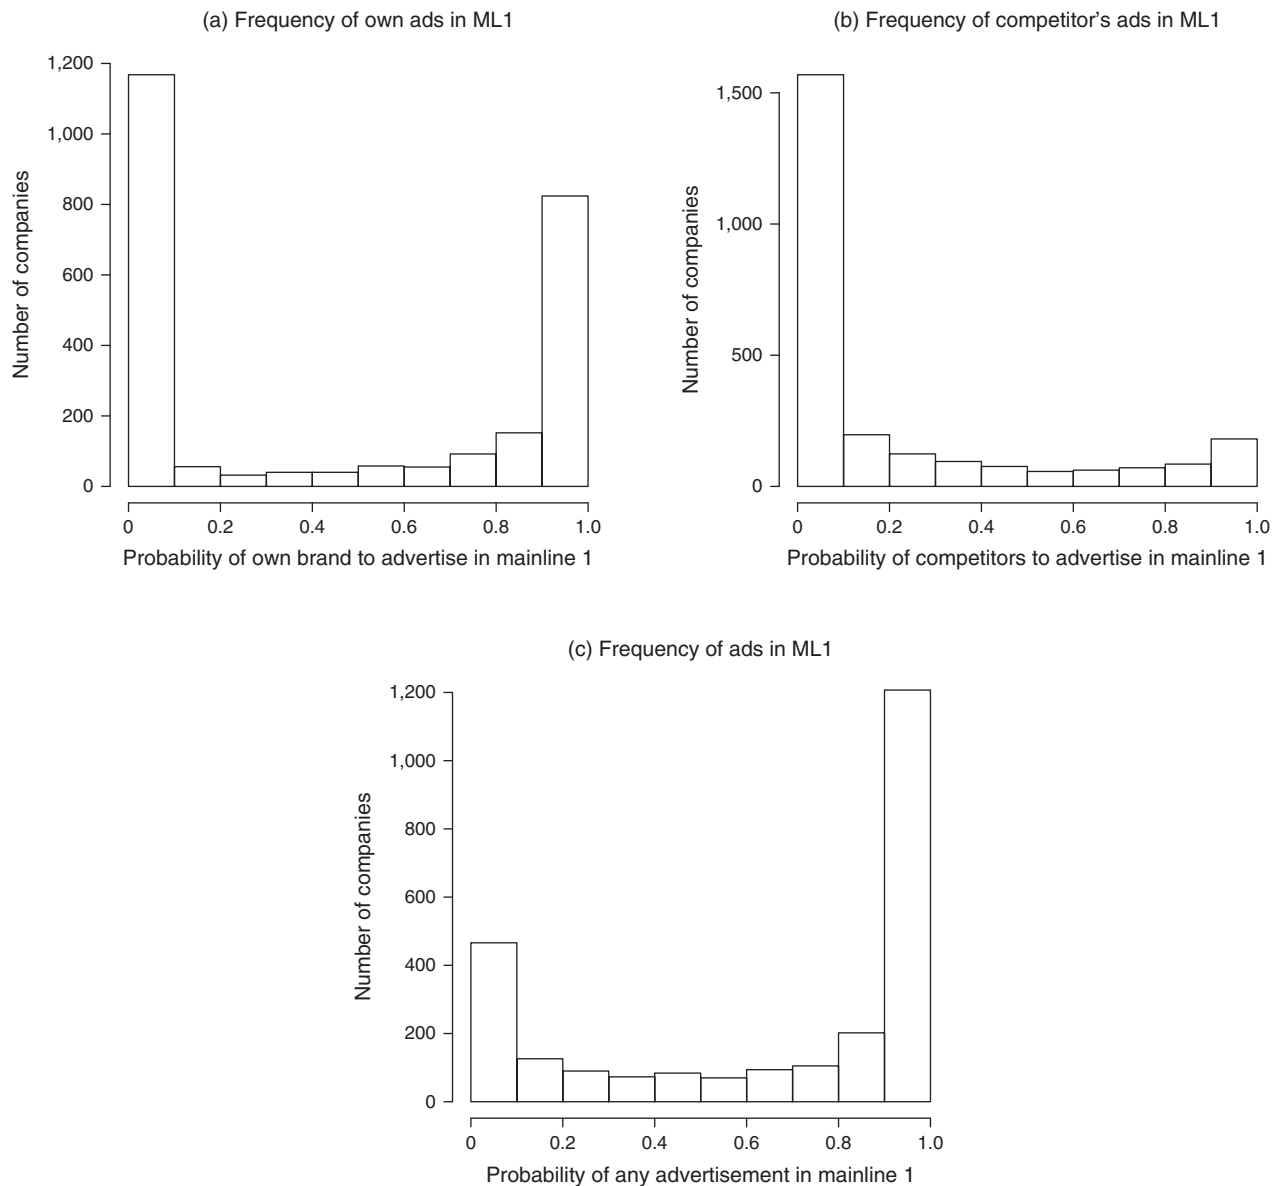 (a) Frequency of own ads in ML1
1,200
1,000
800
600
400
200
0
Number of companies
0 0.2 0.4 0.6 0.8 1.0
Probability of own brand to advertise in mainline 1
(b) Frequency of competitor’s ads in ML1
1,500
1,000
500
0
Number of companies
0 0.2 0.4 0.6 0.8 1.0
Probability of competitors to advertise in mainline 1
(c) Frequency of ads in ML1
1,200
1,000
800
600
400
200
0
Number of companies
0 0.2 0.4 0.6 0.8 1.0
Probability of any advertisement in mainline 1